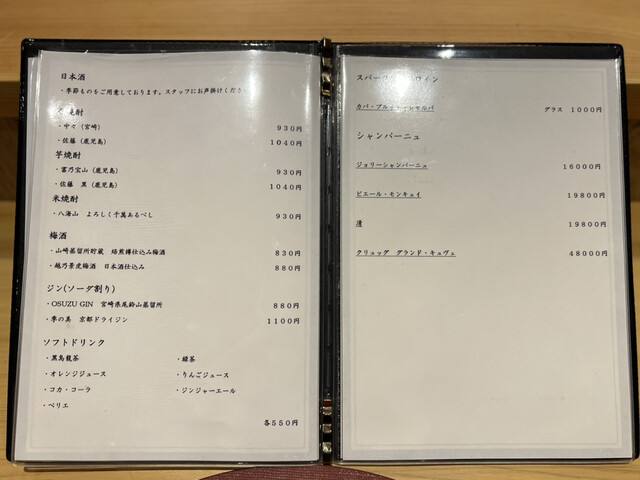 日本酒
・季節ものをご用意しております。スタッフにお声掛けくださ
焼酎
・中々(宮崎) 930円
・佐藤(鹿児島) 1040円
芋焼酎
・富乃宝山(鹿児島) 930円
・佐藤 黒(鹿児島) 1040円
米焼酎
・八海山 よろしく千萬あるべし 930円
梅酒
・山崎蒸留所貯蔵 焙煎樽仕込み梅酒 830円
・越乃景虎梅酒 日本酒仕込み 880円
ジン(ソーダ割り)
・OSUZU GIN 宮崎県尾鈴山蒸留所 880円
・季の美 京都ドライジン 1100円
ソフトドリンク
・黒烏龍茶 ・緑茶
・オレンジジュース ・りんごジュース
・コカ・コーラ ・ジンジャーエール
・ペリエ
各550円
スパー ワイン
カバ・ブルット グラス 1000円
シャンパーニュ
ジョリーシャンパーニュ 16000円
ピエール・モンキュイ 19800円
19800円
クリュッグ グランド・キュヴェ 48000円